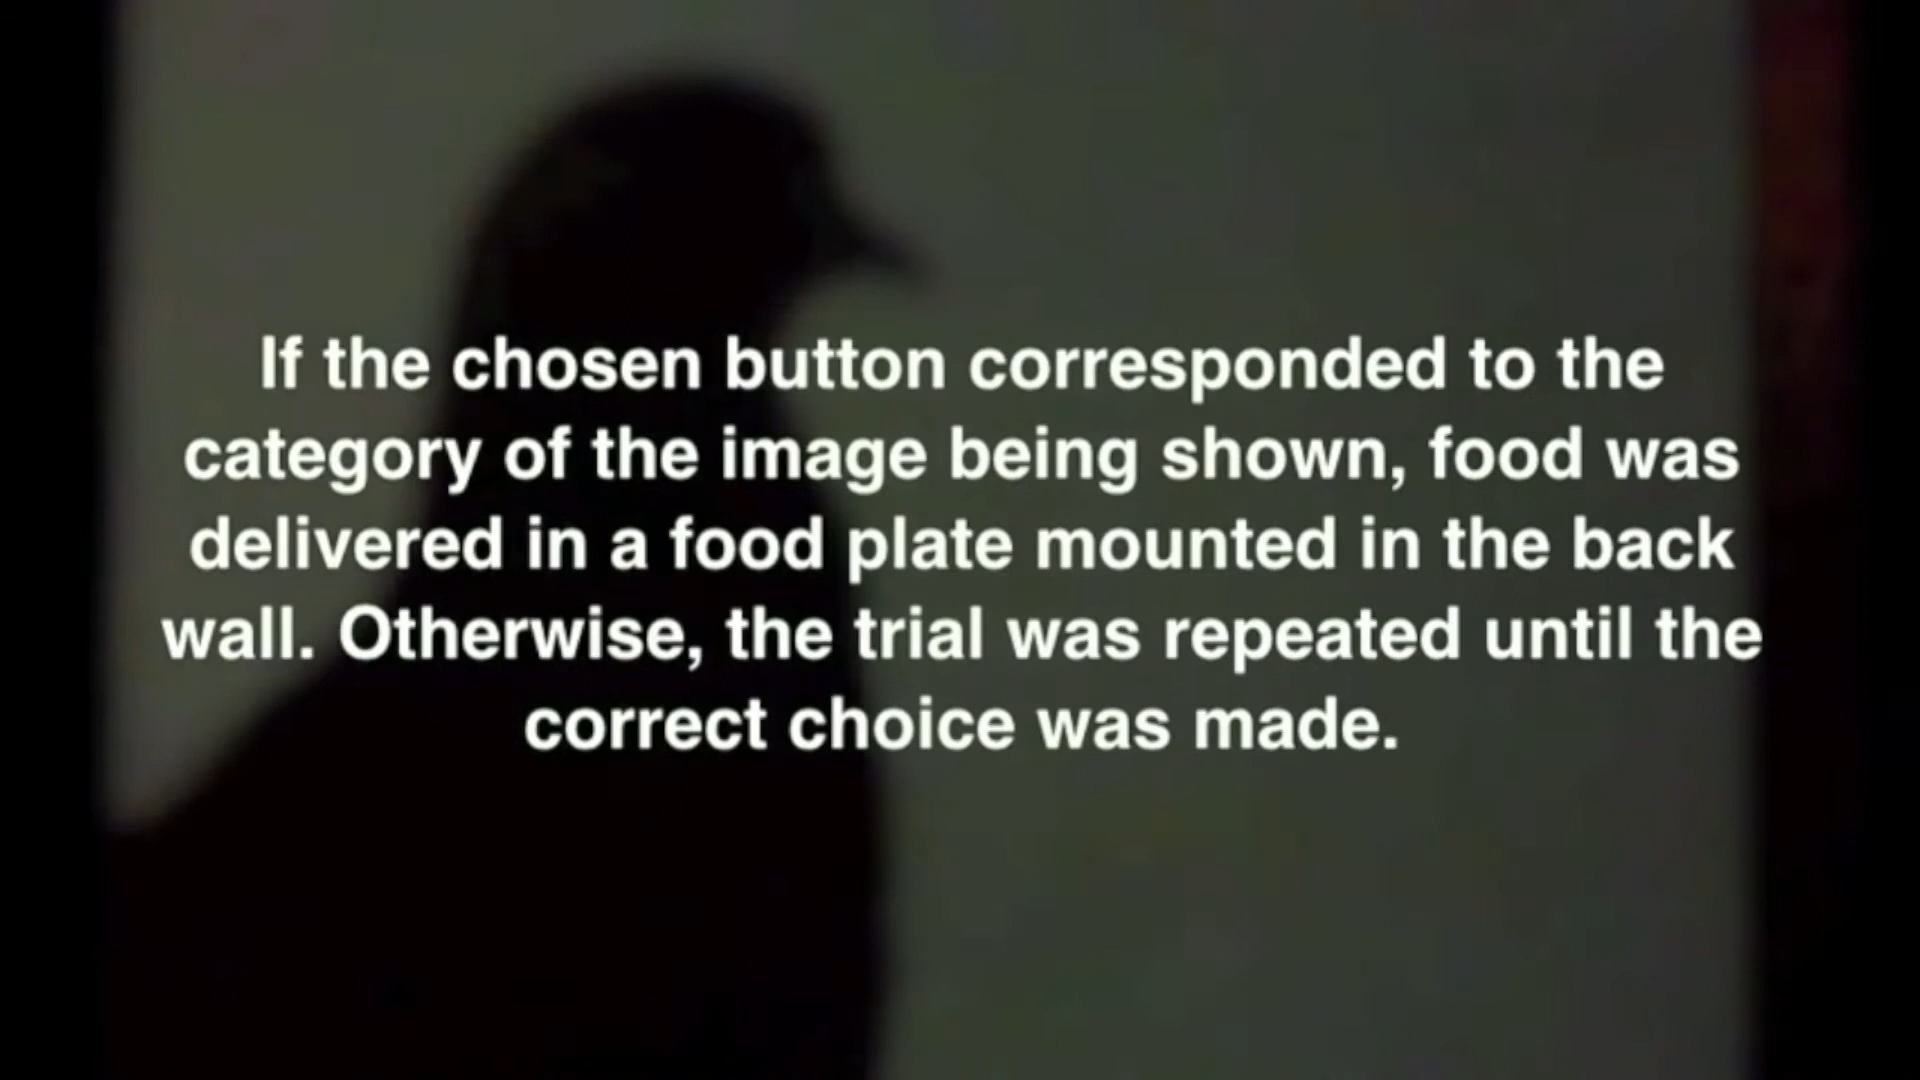 If the chosen button corresponded to the
category of the image being shown, food was
delivered in a food plate mounted in the back
wall. Otherwise, the trial was repeated until the
correct choice was made.